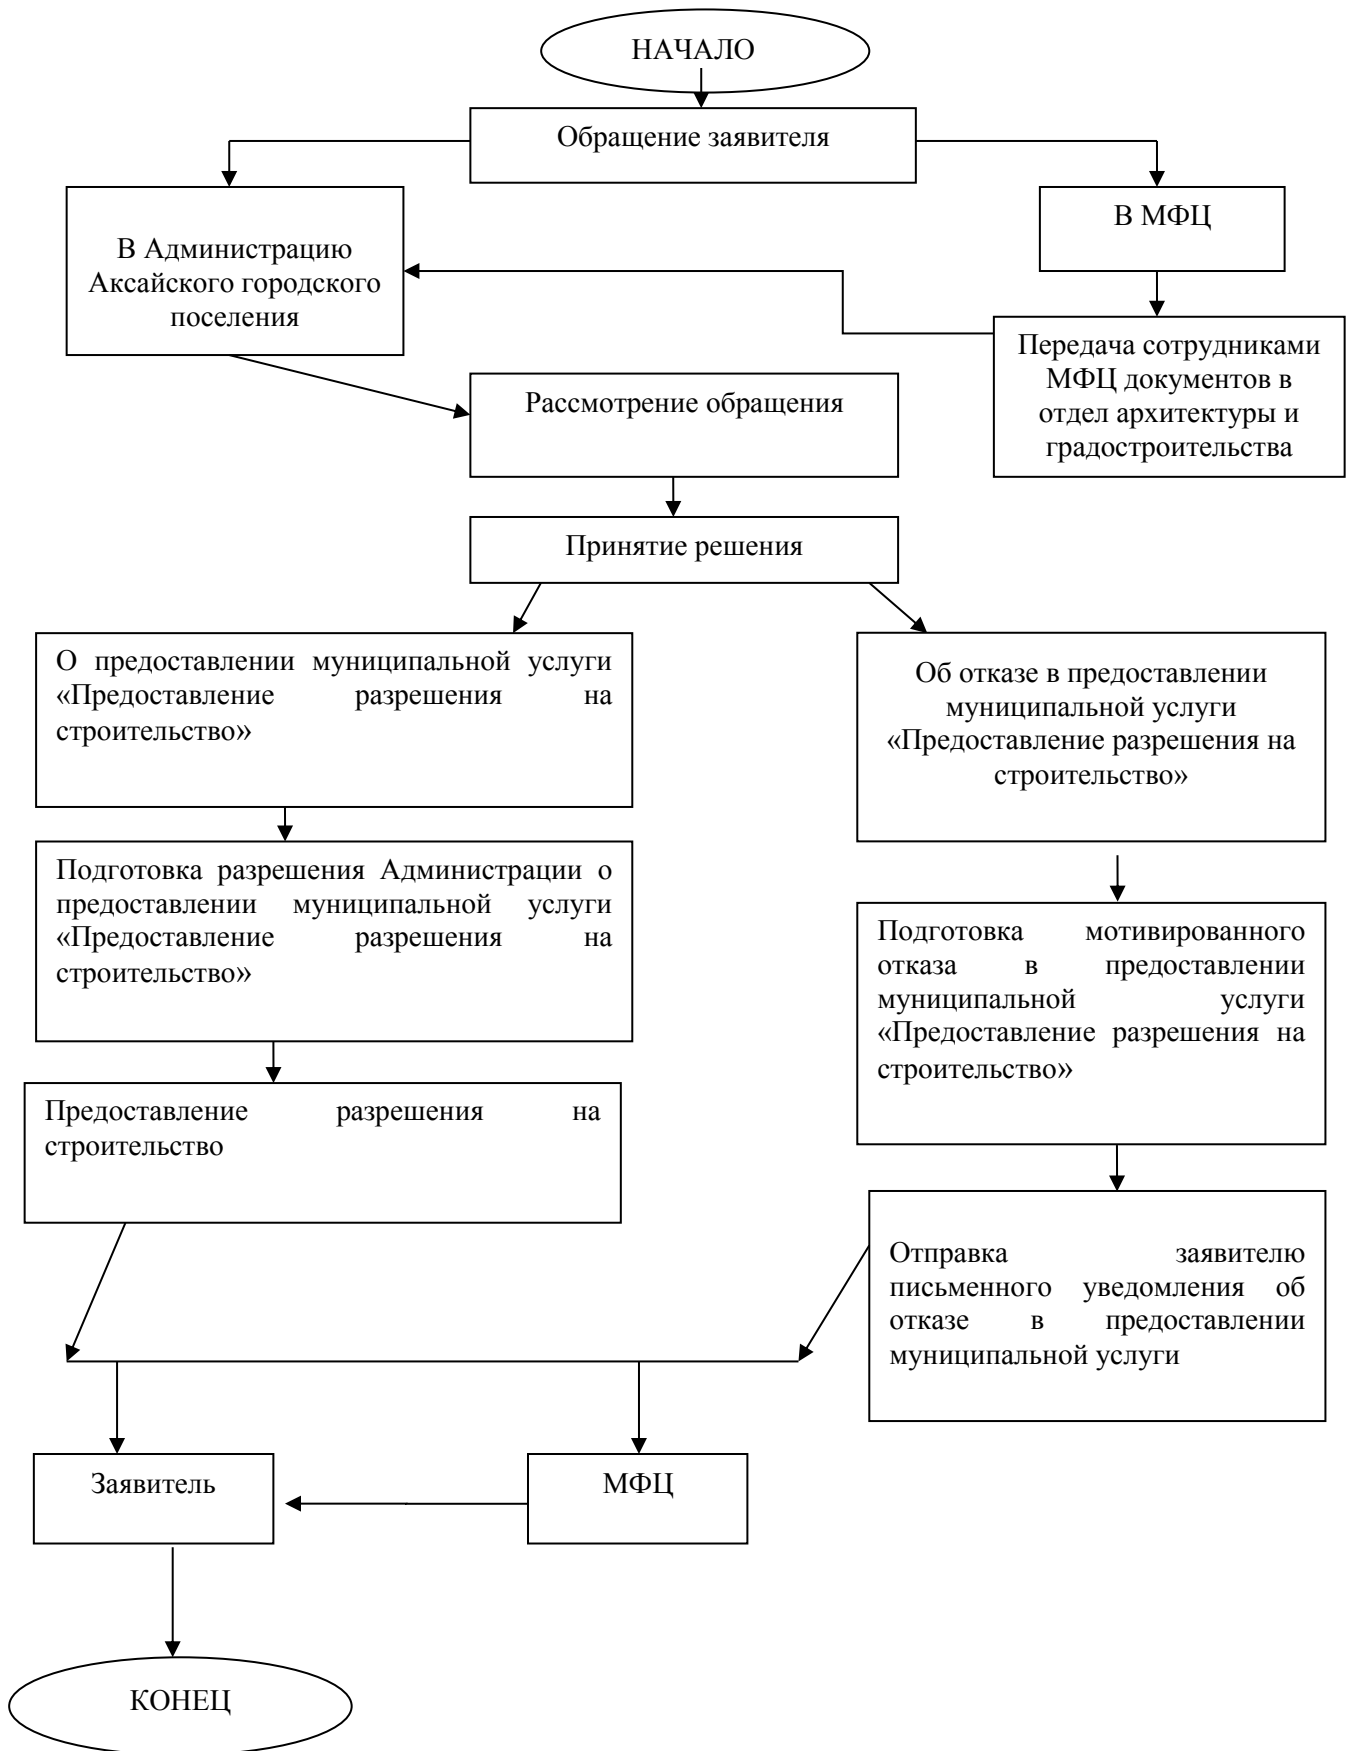 НАЧАЛО
Обращение заявителя
В Администрацию
Аксайского городского
поселения
В МФЦ
Передача сотрудниками
МФЦ документов в
отдел архитектуры и
градостроительства
Рассмотрение обращения
Принятие решения
О предоставлении муниципальной услуги
«Предоставление разрешения на
строительство»
Об отказе в предоставлении
муниципальной услуги
«Предоставление разрешения на
строительство»
Подготовка разрешения Администрации о
предоставлении муниципальной услуги
«Предоставление разрешения на
строительство»
Подготовка мотивированного
отказа в предоставлении
муниципальной услуги
«Предоставление разрешения на
строительство»
Предоставление разрешения на
строительство
Отправка заявителю
письменного уведомления об
отказе в предоставлении
муниципальной услуги
Заявитель
МФЦ
КОНЕЦ